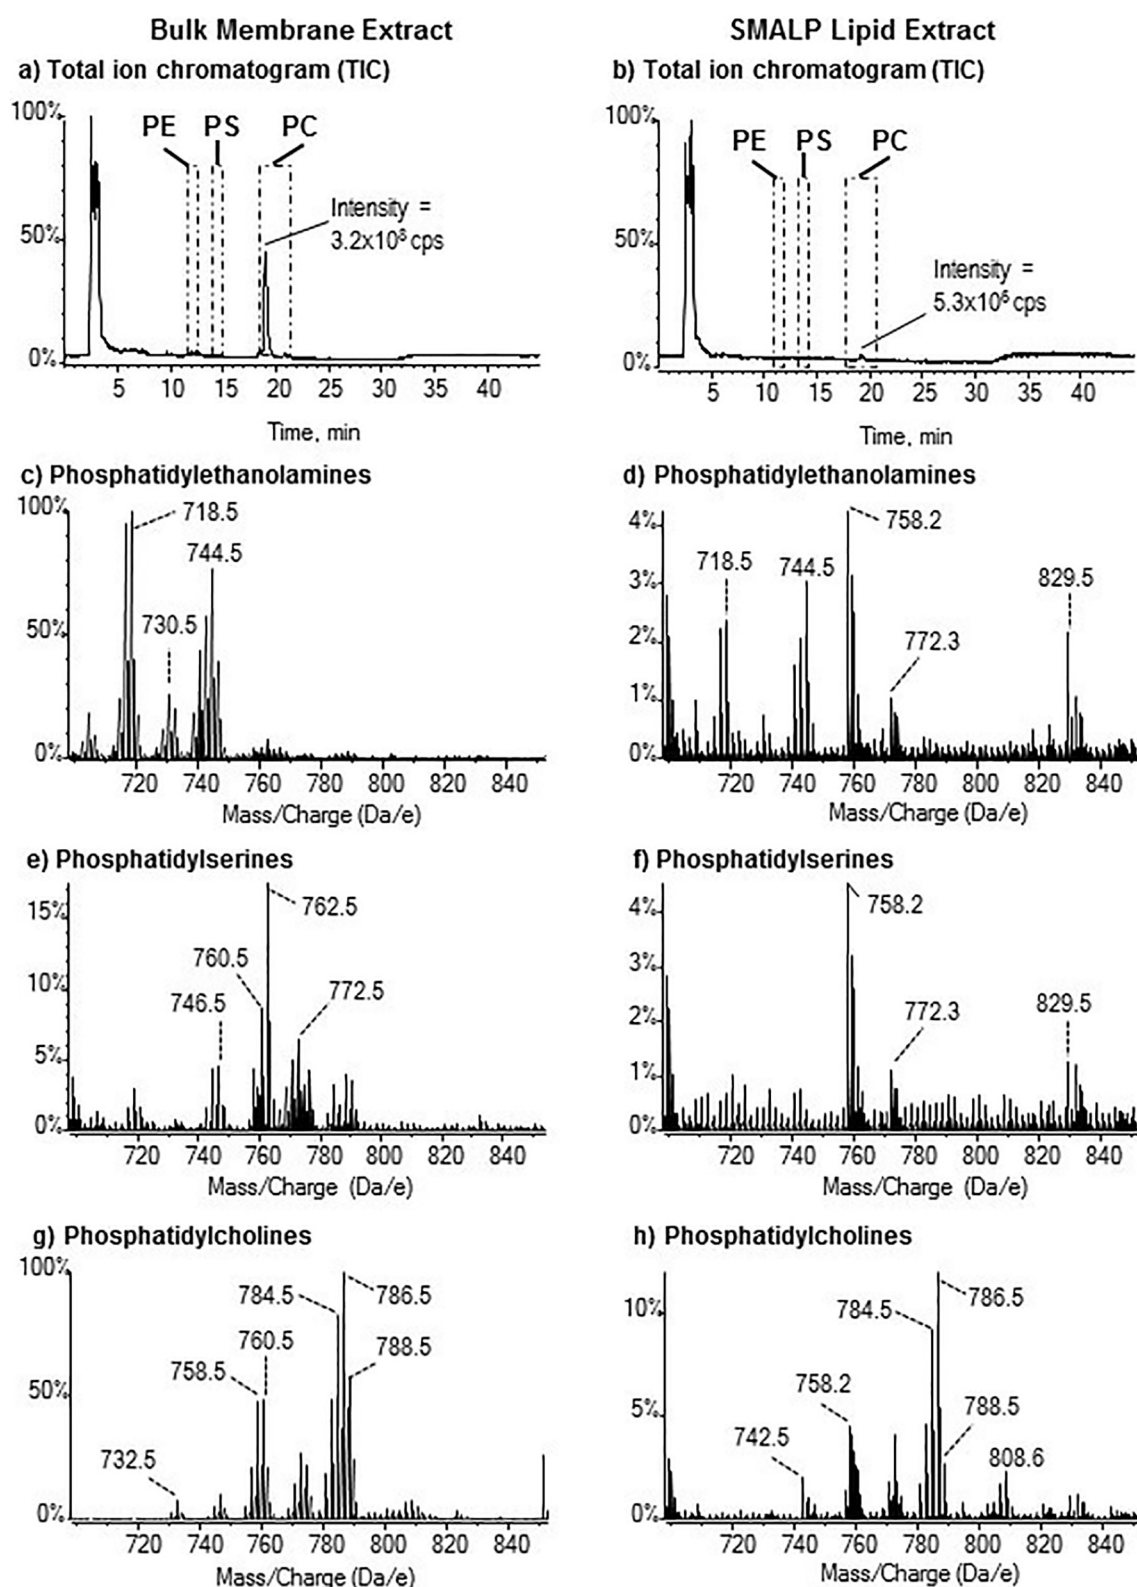 Bulk Membrane Extract
SMALP Lipid Extract
a) Total ion chromatogram (TIC)
b) Total ion chromatogram (TIC)
100%
50%
0%
PE PS PC
Intensity =
3.2x10⁸ cps
5 10 15 20 25 30 35 40
Time, min
100%
50%
0%
PE PS PC
Intensity =
5.3x10⁶ cps
5 10 15 20 25 30 35 40
Time, min
c) Phosphatidylethanolamines
100%
50%
0%
718.5
744.5
730.5
720 740 760 780 800 820 840
Mass/Charge (Da/e)
d) Phosphatidylethanolamines
4%
3%
2%
1%
0%
758.2
718.5 744.5
829.5
772.3
720 740 760 780 800 820 840
Mass/Charge (Da/e)
e) Phosphatidylserines
15%
10%
5%
0%
762.5
760.5
746.5
772.5
720 740 760 780 800 820 840
Mass/Charge (Da/e)
f) Phosphatidylserines
4%
3%
2%
1%
0%
758.2
772.3
829.5
720 740 760 780 800 820 840
Mass/Charge (Da/e)
g) Phosphatidylcholines
100%
50%
0%
784.5
786.5
760.5
758.5
788.5
732.5
720 740 760 780 800 820 840
Mass/Charge (Da/e)
h) Phosphatidylcholines
10%
5%
0%
786.5
784.5
758.2
788.5
742.5
808.6
720 740 760 780 800 820 840
Mass/Charge (Da/e)